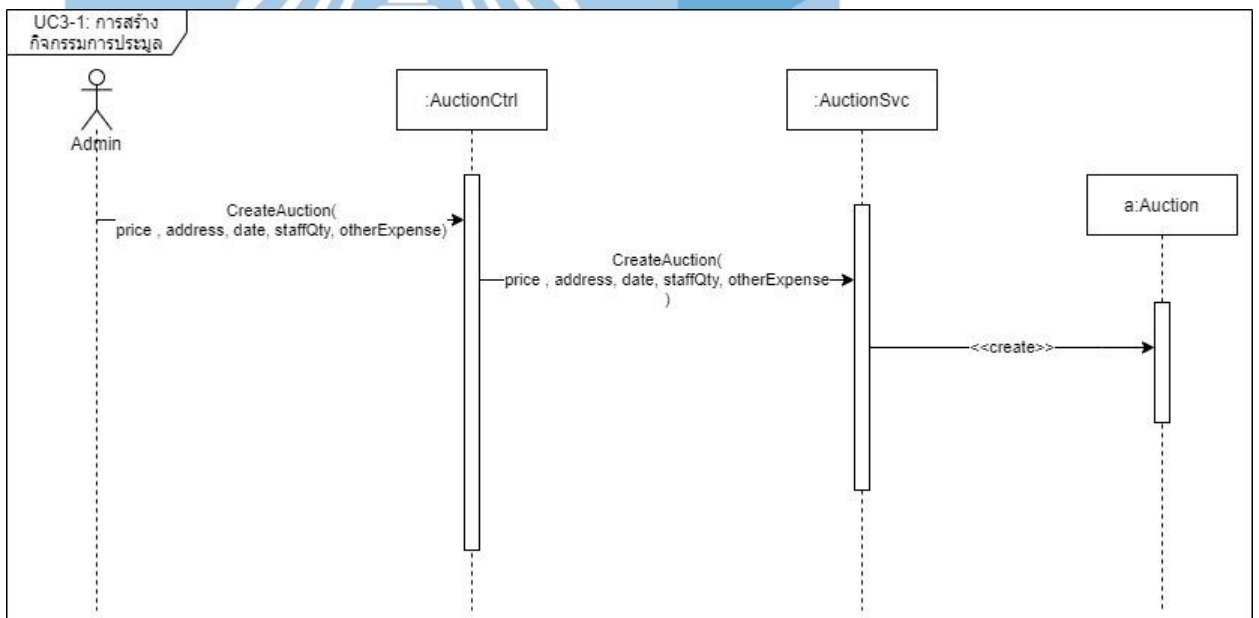 UC3-1: การสร้าง
กิจกรรมการประมูล
Admin
:AuctionCtrl
:AuctionSvc
a:Auction
CreateAuction(
price , address, date, staffQty, otherExpense)
CreateAuction(
price , address, date, staffQty, otherExpense
)
<<create>>